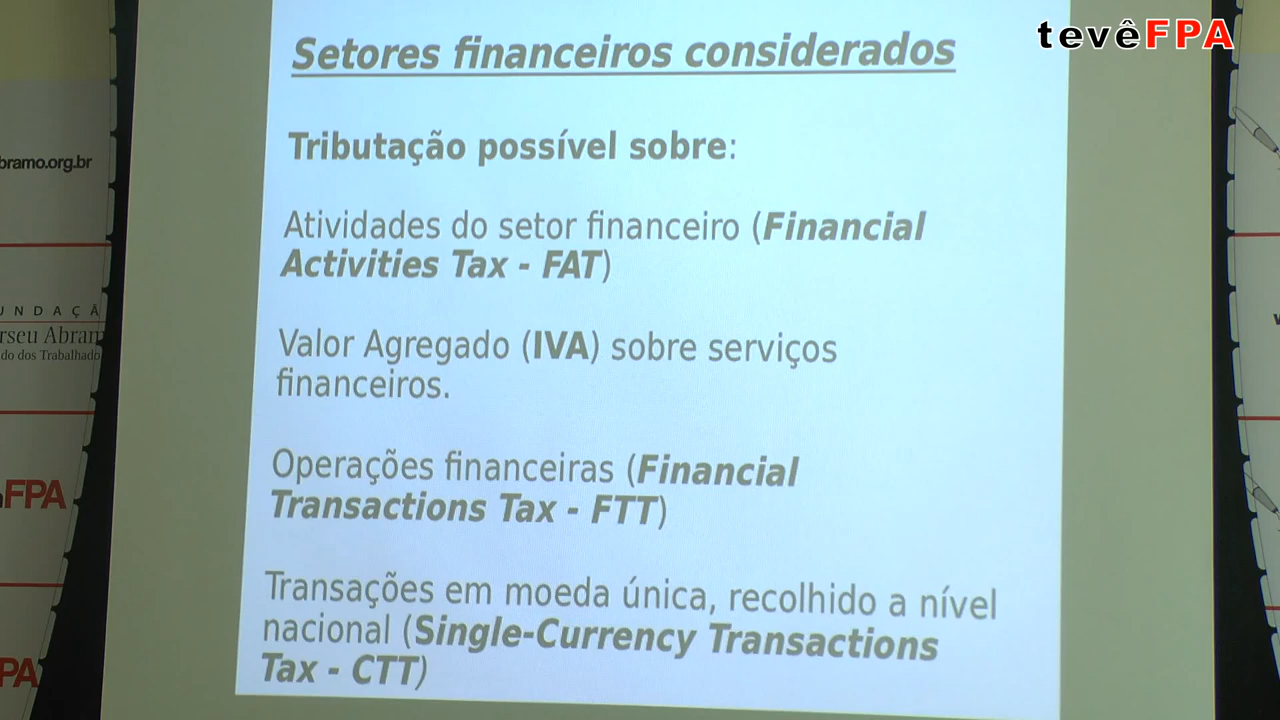 tevêFPA
Setores financeiros considerados
Tributação possível sobre:
Atividades do setor financeiro (Financial
Activities Tax - FAT)
Valor Agregado (IVA) sobre serviços
financeiros.
Operações financeiras (Financial
Transactions Tax - FTT)
Transações em moeda única, recolhido a nível
nacional (Single-Currency Transactions
Tax - CTT)
bramo.org.br
UNDAÇÃ
rseu Abram
do dos Trabalhado
FPA
PA